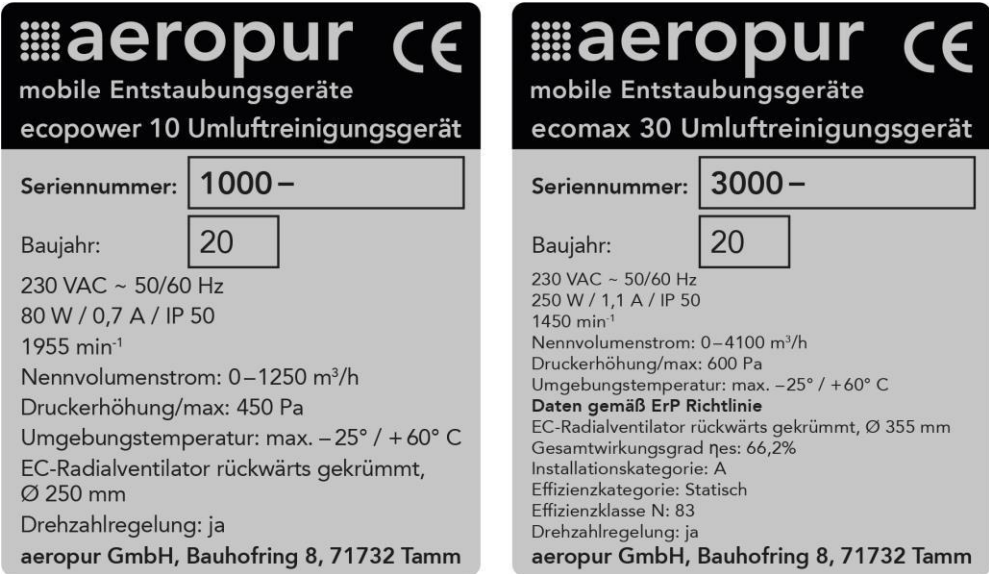 aeropur CE
mobile Entstaubungsgeräte
ecopower 10 Umluftreinigungsgerät
Seriennummer: 1000–
Baujahr: 20
230 VAC ~ 50/60 Hz
80 W / 0,7 A / IP 50
1955 min⁻¹
Nennvolumenstrom: 0–1250 m³/h
Druckerhöhung/max: 450 Pa
Umgebungstemperatur: max. –25° / +60° C
EC-Radialventilator rückwärts gekrümmt,
Ø 250 mm
Drehzahlregelung: ja
aeropur GmbH, Bauhofring 8, 71732 Tamm
aeropur CE
mobile Entstaubungsgeräte
ecomax 30 Umluftreinigungsgerät
Seriennummer: 3000–
Baujahr: 20
230 VAC ~ 50/60 Hz
250 W / 1,1 A / IP 50
1450 min⁻¹
Nennvolumenstrom: 0–4100 m³/h
Druckerhöhung/max: 600 Pa
Umgebungstemperatur: max. –25° / +60° C
Daten gemäß ErP Richtlinie
EC-Radialventilator rückwärts gekrümmt, Ø 355 mm
Gesamtwirkungsgrad ηes: 66,2%
Installationskategorie: A
Effizienzkategorie: Statisch
Effizienzklasse N: 83
Drehzahlregelung: ja
aeropur GmbH, Bauhofring 8, 71732 Tamm